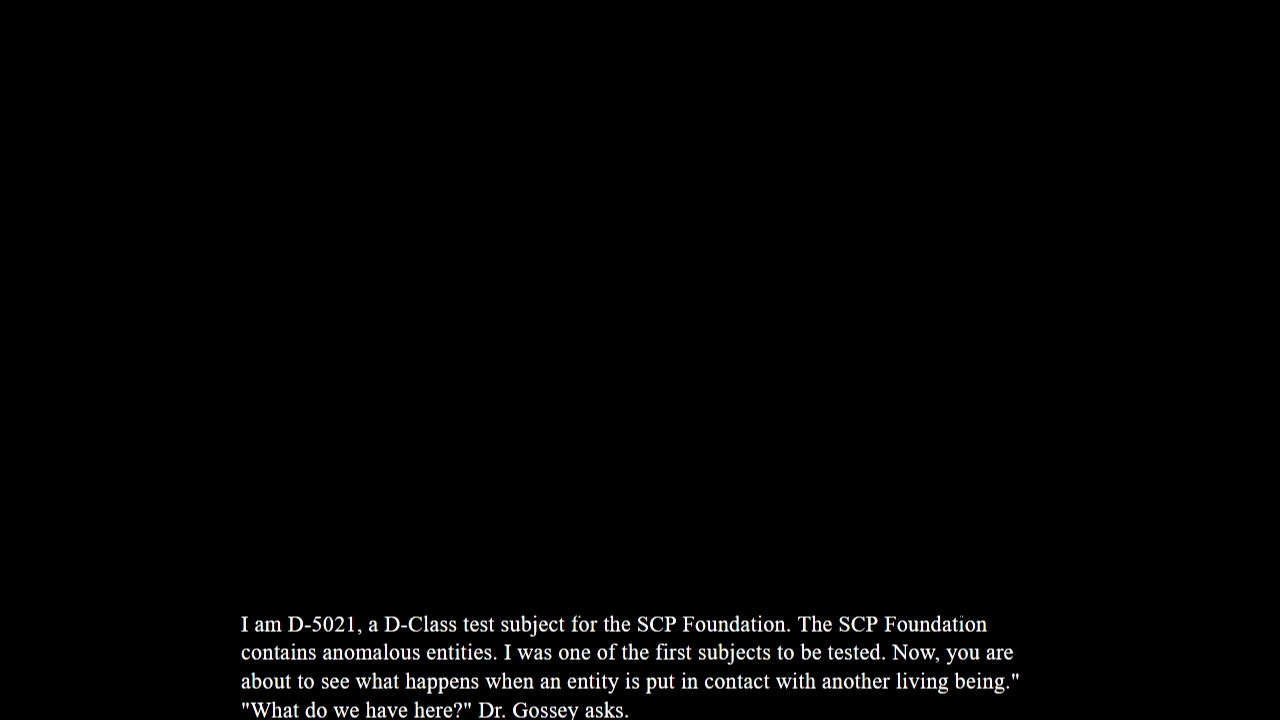 I am D-5021, a D-Class test subject for the SCP Foundation. The SCP Foundation
contains anomalous entities. I was one of the first subjects to be tested. Now, you are
about to see what happens when an entity is put in contact with another living being."
"What do we have here?" Dr. Gossey asks.